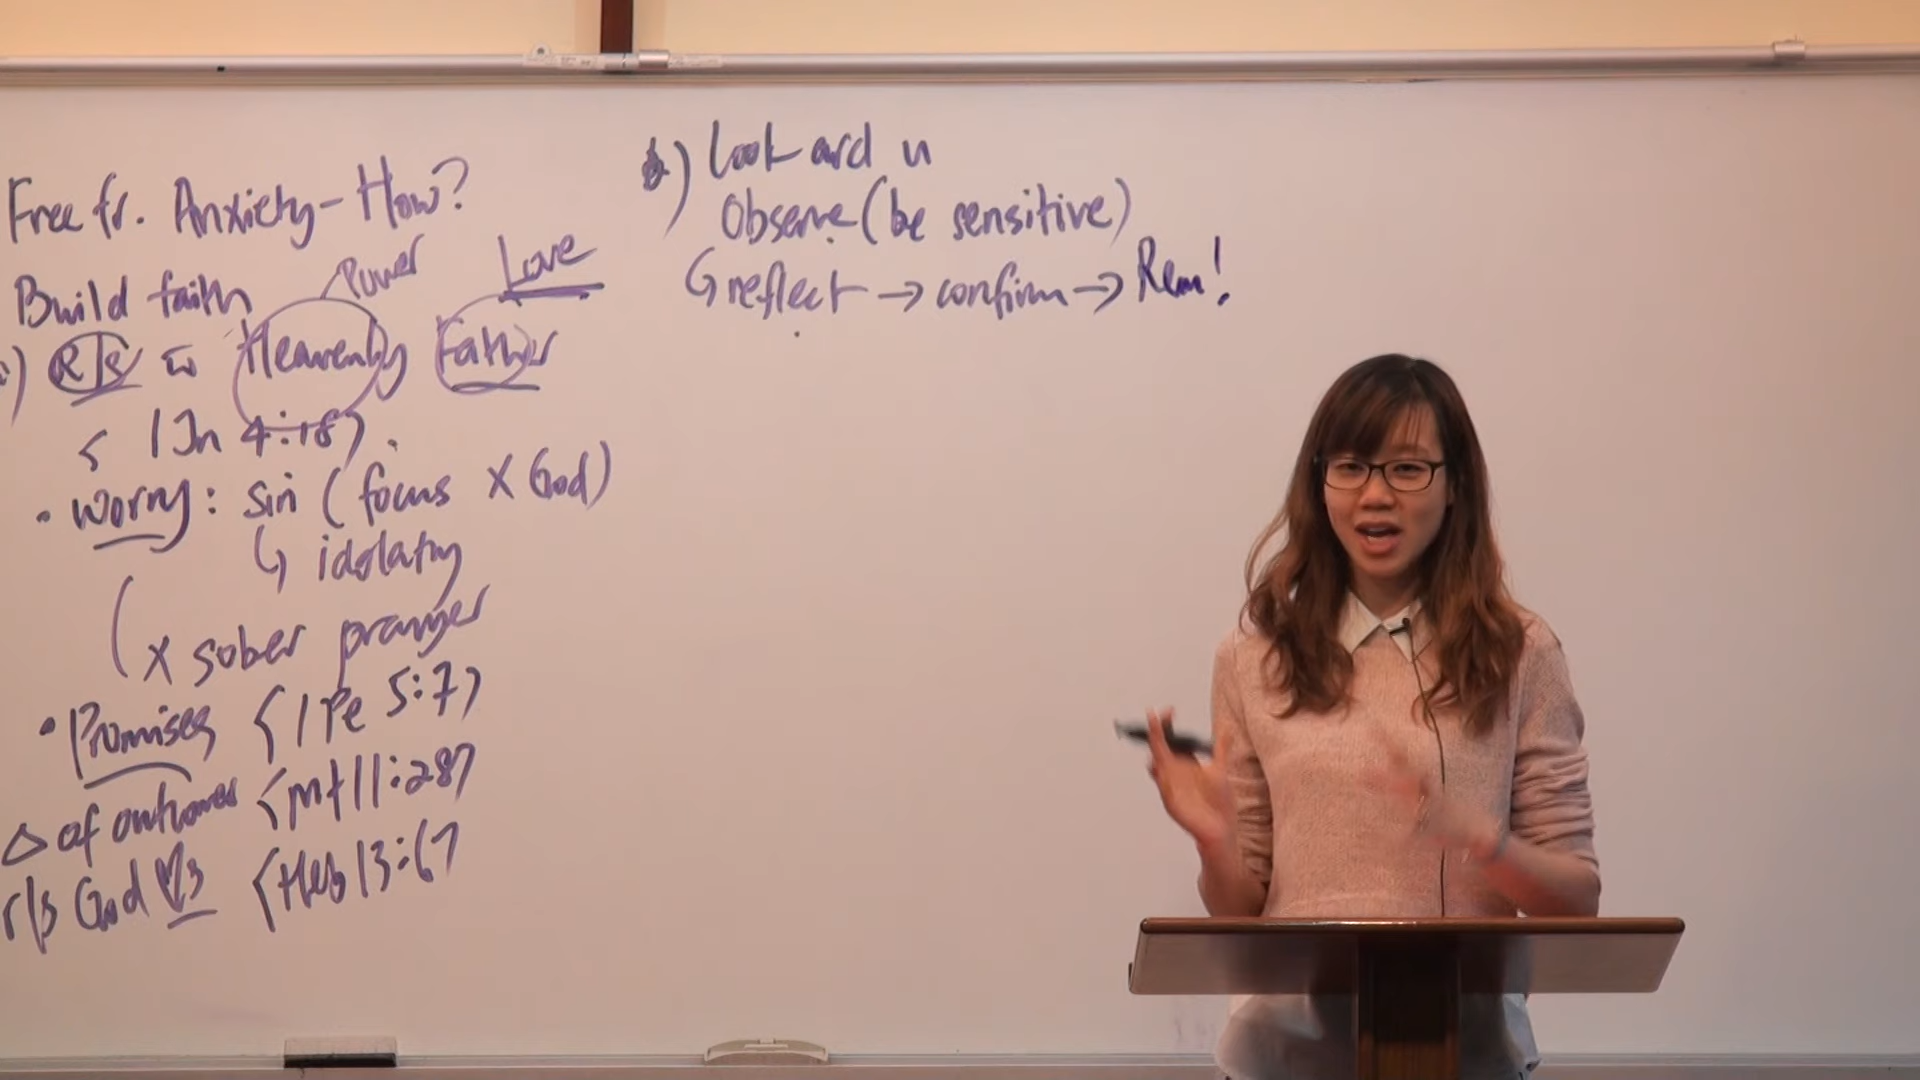 Free fr. Anxiety - How?
Build faith
Power
Love
a) R/S w Heavenly Father
< 1 Jn 4:18>.
• worry: sin (focus X God)
↳ idolatry
(x sober prayer
• Promises <1 Pe 5:7>
Δ of outcomes <Mt 11:28>
r/s God ♡s <Heb 13:6>
b) Look ard u
Observe (be sensitive)
↳ reflect → confirm → Rem!